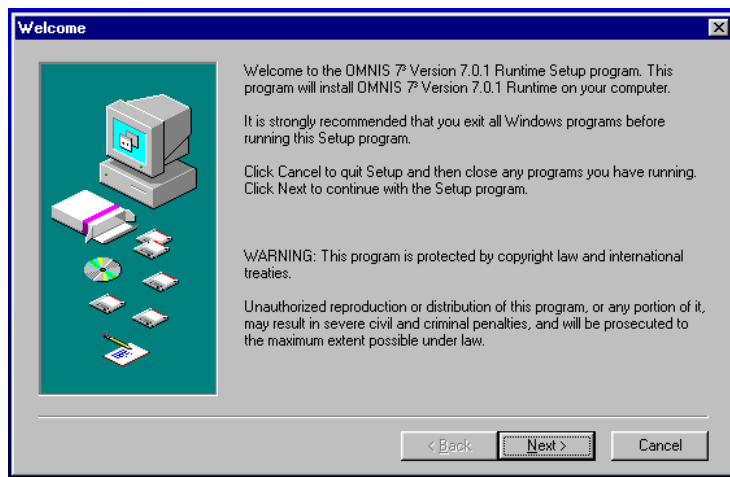 Welcome
Welcome to the OMNIS 7³ Version 7.0.1 Runtime Setup program. This
program will install OMNIS 7³ Version 7.0.1 Runtime on your computer.
It is strongly recommended that you exit all Windows programs before
running this Setup program.
Click Cancel to quit Setup and then close any programs you have running.
Click Next to continue with the Setup program.
WARNING: This program is protected by copyright law and international
treaties.
Unauthorized reproduction or distribution of this program, or any portion of it,
may result in severe civil and criminal penalties, and will be prosecuted to
the maximum extent possible under law.
< Back
Next >
Cancel